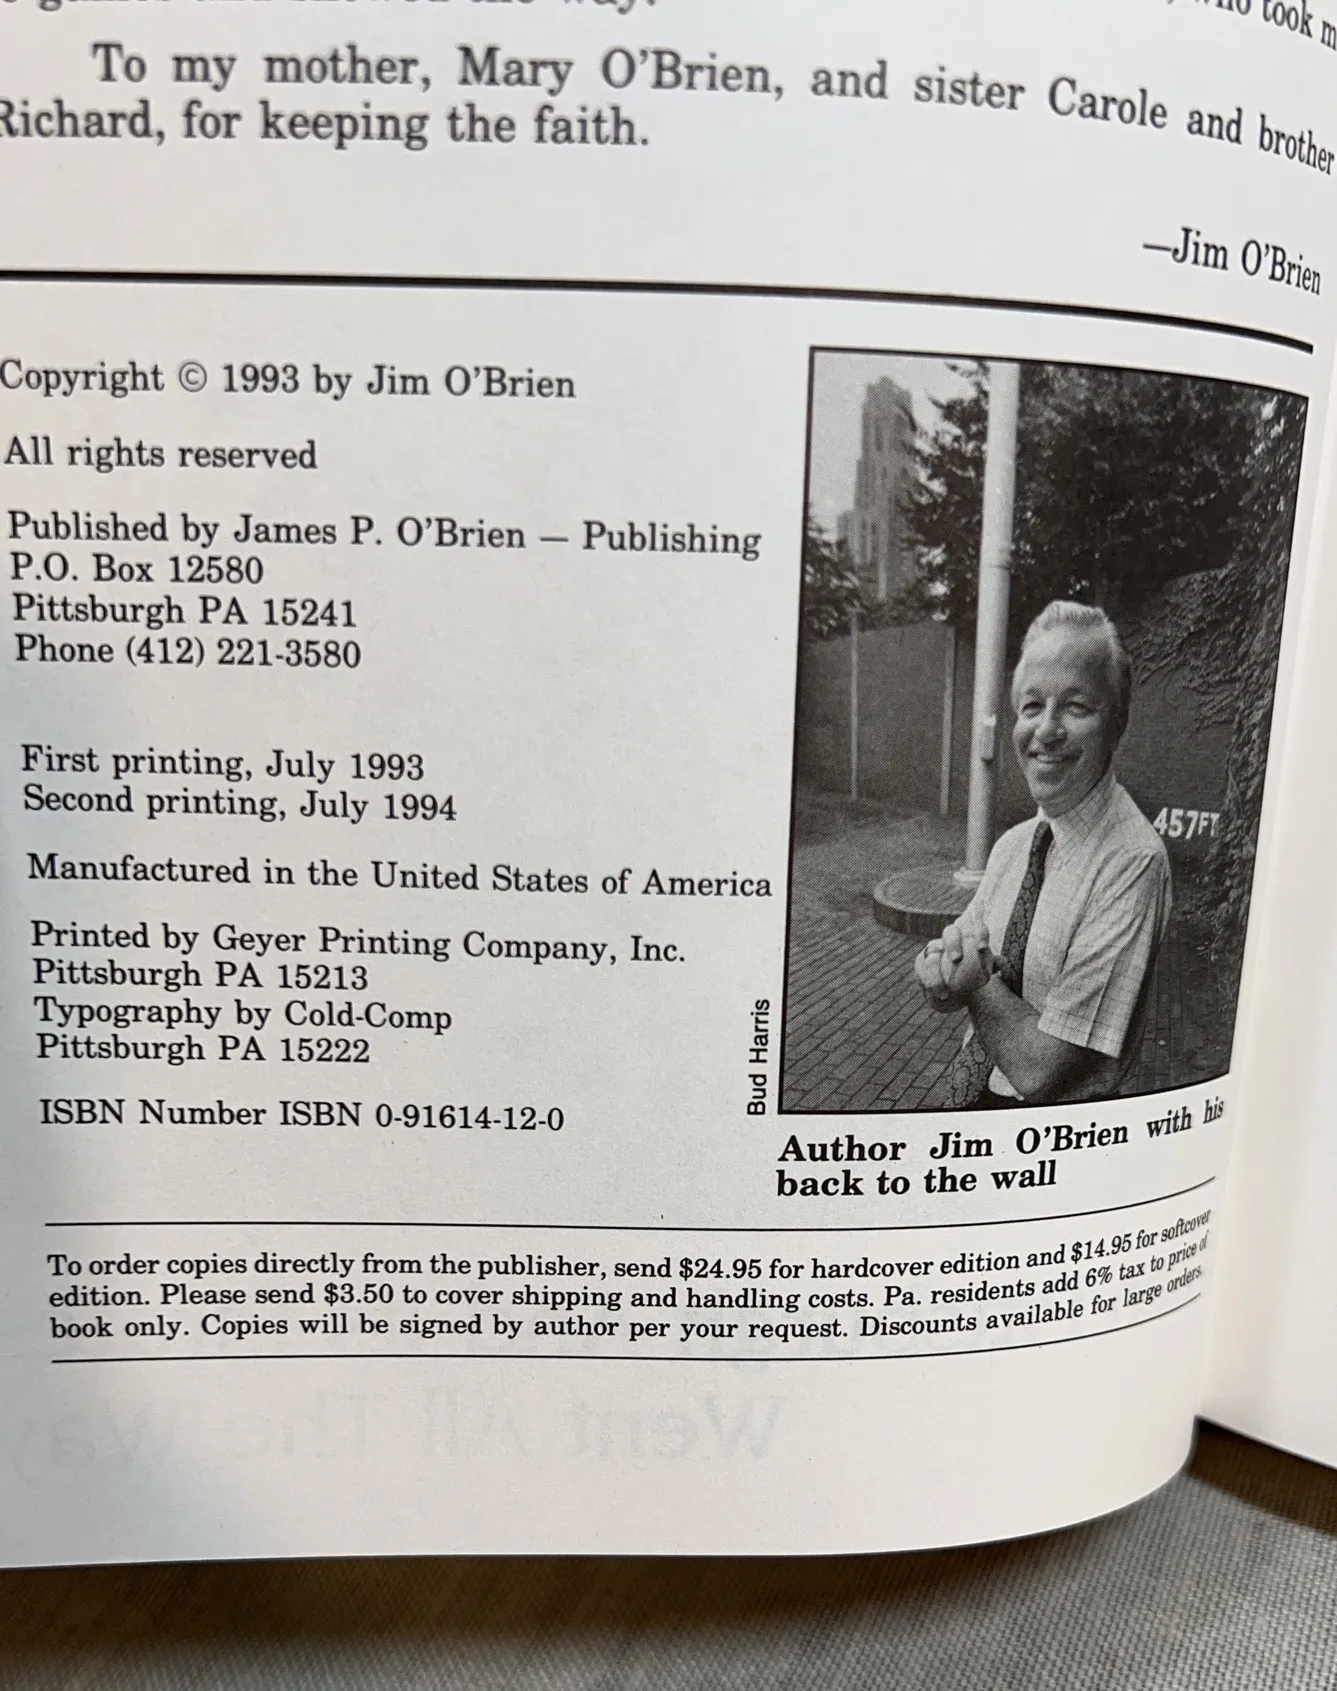 took m
To my mother, Mary O'Brien, and sister Carole and brother
Richard, for keeping the faith.
—Jim O'Brien
Copyright © 1993 by Jim O'Brien
All rights reserved
Published by James P. O'Brien — Publishing
P.O. Box 12580
Pittsburgh PA 15241
Phone (412) 221-3580
First printing, July 1993
Second printing, July 1994
Manufactured in the United States of America
Printed by Geyer Printing Company, Inc.
Pittsburgh PA 15213
Typography by Cold-Comp
Pittsburgh PA 15222
ISBN Number ISBN 0-91614-12-0
457FT
Bud Harris
Author Jim O'Brien with his
back to the wall
To order copies directly from the publisher, send $24.95 for hardcover edition and $14.95 for softcover
edition. Please send $3.50 to cover shipping and handling costs. Pa. residents add 6% tax to price of
book only. Copies will be signed by author per your request. Discounts available for large orders.